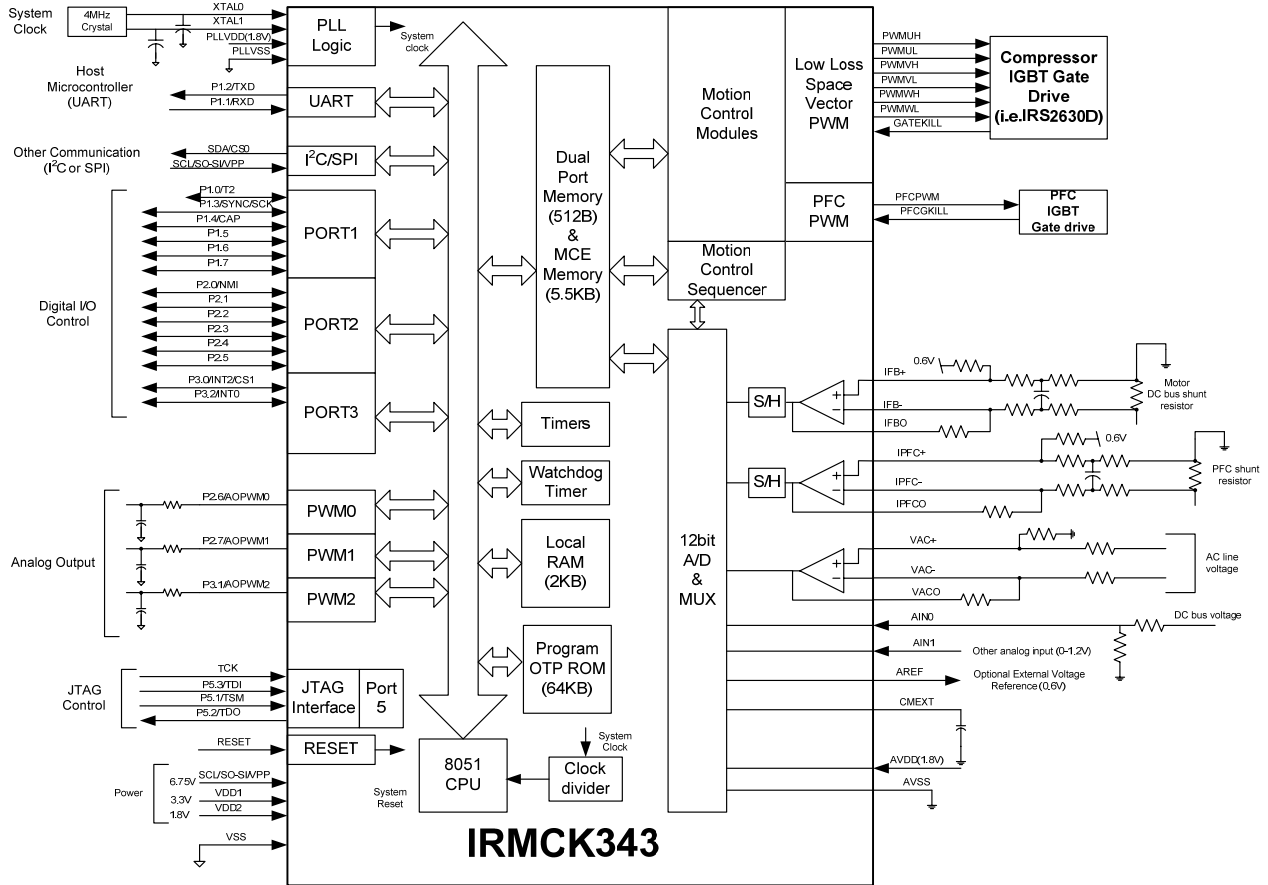 System
Clock
4MHz
Crystal
XTAL0
XTAL1
PLLVDD(1.8V)
PLLVSS
PLL
Logic
System
clock
Host
Microcontroller
(UART)
P1.2/TXD
P1.1/RXD
UART
Other Communication
(I²C or SPI)
SDA/CS0
SCL/SO-SI/VPP
I²C/SPI
Digital I/O
Control
P1.0/T2
P1.3/SYNC/SCK
P1.4/CAP
P1.5
P1.6
P1.7
PORT1
P2.0/NMI
P2.1
P2.2
P2.3
P2.4
P2.5
PORT2
P3.0/INT2/CS1
P3.2/INT0
PORT3
Analog Output
P2.6/AOPWM0
P2.7/AOPWM1
P3.1/AOPWM2
PWM0
PWM1
PWM2
JTAG
Control
TCK
P5.3/TDI
P5.1/TSM
P5.2/TDO
JTAG
Interface
Port
5
RESET
RESET
System
Reset
Power
6.75V
SCL/SO-SI/VPP
3.3V
VDD1
1.8V
VDD2
VSS
Dual
Port
Memory
(512B)
&
MCE
Memory
(5.5KB)
Timers
Watchdog
Timer
Local
RAM
(2KB)
Program
OTP ROM
(64KB)
8051
CPU
System
Clock
Clock
divider
Motion
Control
Modules
Low Loss
Space
Vector
PWM
PFC
PWM
Motion
Control
Sequencer
12bit
A/D
&
MUX
S/H
S/H
PWMUH
PWMUL
PWMVH
PWMVL
PWMWH
PWMWL
GATEKILL
Compressor
IGBT Gate
Drive
(i.e.IRS2630D)
PFCPWM
PFCGKILL
PFC
IGBT
Gate drive
IFB+
0.6V
IFB-
IFBO
+
−
Motor
DC bus shunt
resistor
IPFC+
0.6V
IPFC-
IPFCO
+
−
PFC shunt
resistor
VAC+
VAC-
VACO
+
−
AC line
voltage
AIN0
DC bus voltage
AIN1
Other analog input (0-1.2V)
AREF
Optional External Voltage
Reference (0.6V)
CMEXT
AVDD(1.8V)
AVSS
IRMCK343